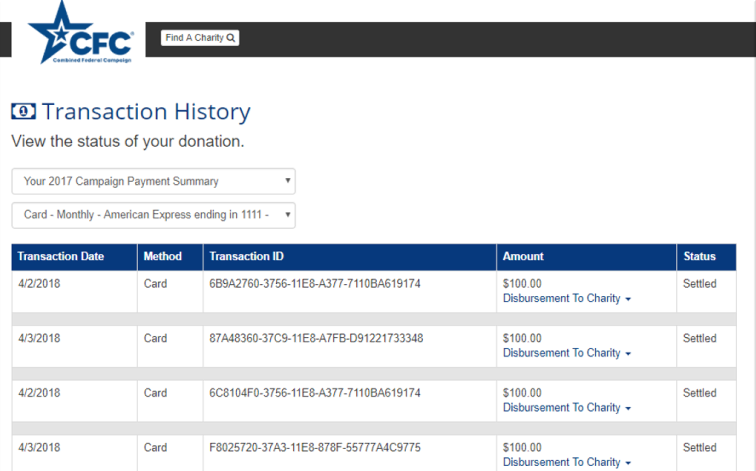 CFC®
Combined Federal Campaign
Find A Charity
Transaction History
View the status of your donation.
Your 2017 Campaign Payment Summary
Card - Monthly - American Express ending in 1111 -
Transaction Date Method Transaction ID Amount Status
4/2/2018 Card 6B9A2760-3756-11E8-A377-7110BA619174 $100.00 Settled
Disbursement To Charity
4/3/2018 Card 87A48360-37C9-11E8-A7FB-D91221733348 $100.00 Settled
Disbursement To Charity
4/2/2018 Card 6C8104F0-3756-11E8-A377-7110BA619174 $100.00 Settled
Disbursement To Charity
4/3/2018 Card F8025720-37A3-11E8-878F-55777A4C9775 $100.00 Settled
Disbursement To Charity